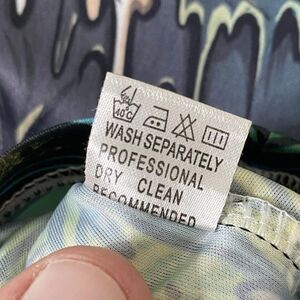 40°C
WASH SEPARATELY
PROFESSIONAL
DRY CLEAN
RECOMMENDED